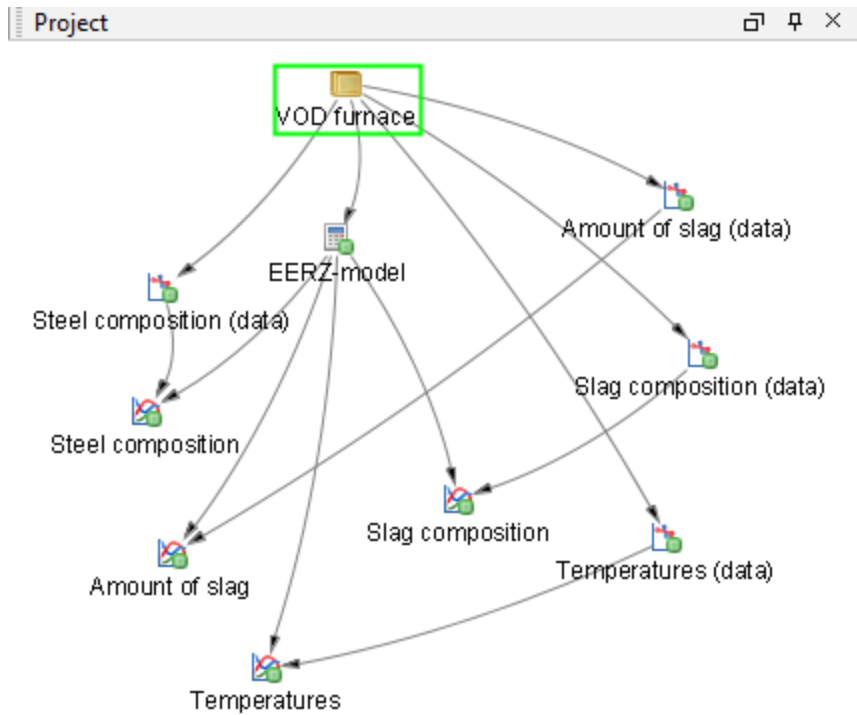 Project
VOD furnace
Amount of slag (data)
EERZ-model
Steel composition (data)
Slag composition (data)
Steel composition
Slag composition
Temperatures (data)
Amount of slag
Temperatures